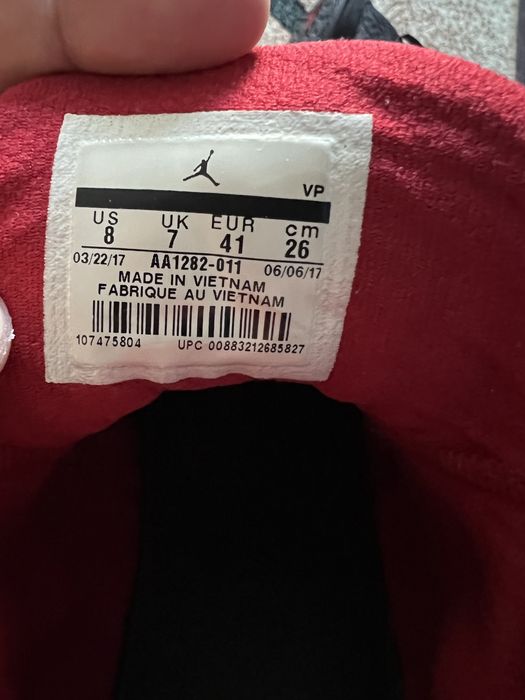 VP
US UK EUR cm
8 7 41 26
03/22/17 AA1282-011 06/06/17
MADE IN VIETNAM
FABRIQUE AU VIETNAM
107475804 UPC 00883212685827